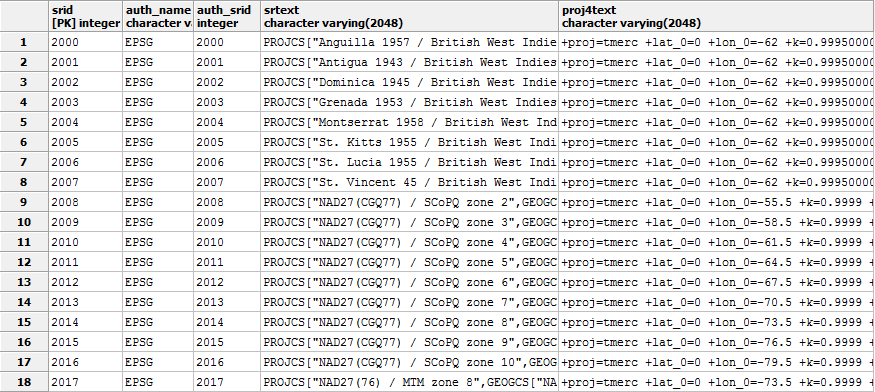 srid auth_name auth_srid srtext proj4text
[PK] integer character va integer character varying(2048) character varying(2048)
1 2000 EPSG 2000 PROJCS["Anguilla 1957 / British West Indie +proj=tmerc +lat_0=0 +lon_0=-62 +k=0.99950000
2 2001 EPSG 2001 PROJCS["Antigua 1943 / British West Indies +proj=tmerc +lat_0=0 +lon_0=-62 +k=0.99950000
3 2002 EPSG 2002 PROJCS["Dominica 1945 / British West Indie +proj=tmerc +lat_0=0 +lon_0=-62 +k=0.99950000
4 2003 EPSG 2003 PROJCS["Grenada 1953 / British West Indies +proj=tmerc +lat_0=0 +lon_0=-62 +k=0.99950000
5 2004 EPSG 2004 PROJCS["Montserrat 1958 / British West Ind +proj=tmerc +lat_0=0 +lon_0=-62 +k=0.99950000
6 2005 EPSG 2005 PROJCS["St. Kitts 1955 / British West Indi +proj=tmerc +lat_0=0 +lon_0=-62 +k=0.99950000
7 2006 EPSG 2006 PROJCS["St. Lucia 1955 / British West Indi +proj=tmerc +lat_0=0 +lon_0=-62 +k=0.99950000
8 2007 EPSG 2007 PROJCS["St. Vincent 45 / British West Indi +proj=tmerc +lat_0=0 +lon_0=-62 +k=0.99950000
9 2008 EPSG 2008 PROJCS["NAD27(CGQ77) / SCoPQ zone 2",GEOGC +proj=tmerc +lat_0=0 +lon_0=-55.5 +k=0.9999 +
10 2009 EPSG 2009 PROJCS["NAD27(CGQ77) / SCoPQ zone 3",GEOGC +proj=tmerc +lat_0=0 +lon_0=-58.5 +k=0.9999 +
11 2010 EPSG 2010 PROJCS["NAD27(CGQ77) / SCoPQ zone 4",GEOGC +proj=tmerc +lat_0=0 +lon_0=-61.5 +k=0.9999 +
12 2011 EPSG 2011 PROJCS["NAD27(CGQ77) / SCoPQ zone 5",GEOGC +proj=tmerc +lat_0=0 +lon_0=-64.5 +k=0.9999 +
13 2012 EPSG 2012 PROJCS["NAD27(CGQ77) / SCoPQ zone 6",GEOGC +proj=tmerc +lat_0=0 +lon_0=-67.5 +k=0.9999 +
14 2013 EPSG 2013 PROJCS["NAD27(CGQ77) / SCoPQ zone 7",GEOGC +proj=tmerc +lat_0=0 +lon_0=-70.5 +k=0.9999 +
15 2014 EPSG 2014 PROJCS["NAD27(CGQ77) / SCoPQ zone 8",GEOGC +proj=tmerc +lat_0=0 +lon_0=-73.5 +k=0.9999 +
16 2015 EPSG 2015 PROJCS["NAD27(CGQ77) / SCoPQ zone 9",GEOGC +proj=tmerc +lat_0=0 +lon_0=-76.5 +k=0.9999 +
17 2016 EPSG 2016 PROJCS["NAD27(CGQ77) / SCoPQ zone 10",GEOG +proj=tmerc +lat_0=0 +lon_0=-79.5 +k=0.9999 +
18 2017 EPSG 2017 PROJCS["NAD27(76) / MTM zone 8",GEOGCS["NA +proj=tmerc +lat_0=0 +lon_0=-73.5 +k=0.9999 +